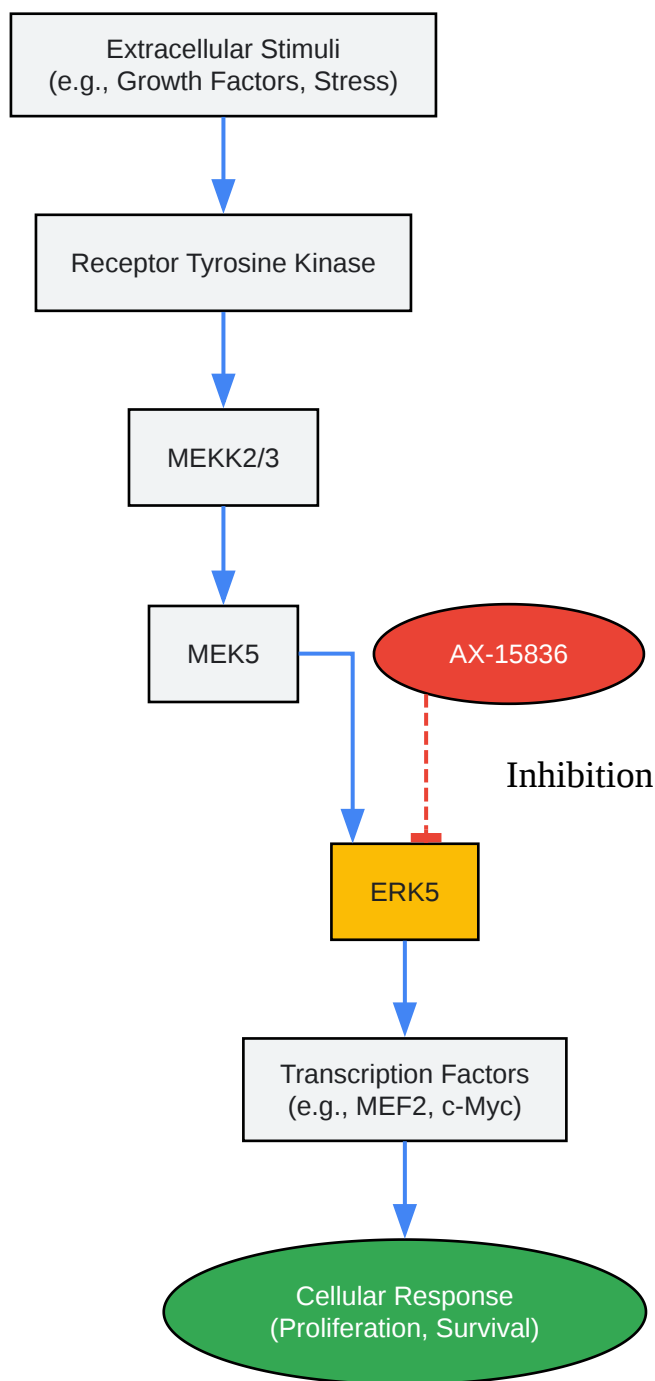 Extracellular Stimuli
(e.g., Growth Factors, Stress)
Receptor Tyrosine Kinase
MEKK2/3
MEK5
AX-15836
Inhibition
ERK5
Transcription Factors
(e.g., MEF2, c-Myc)
Cellular Response
(Proliferation, Survival)